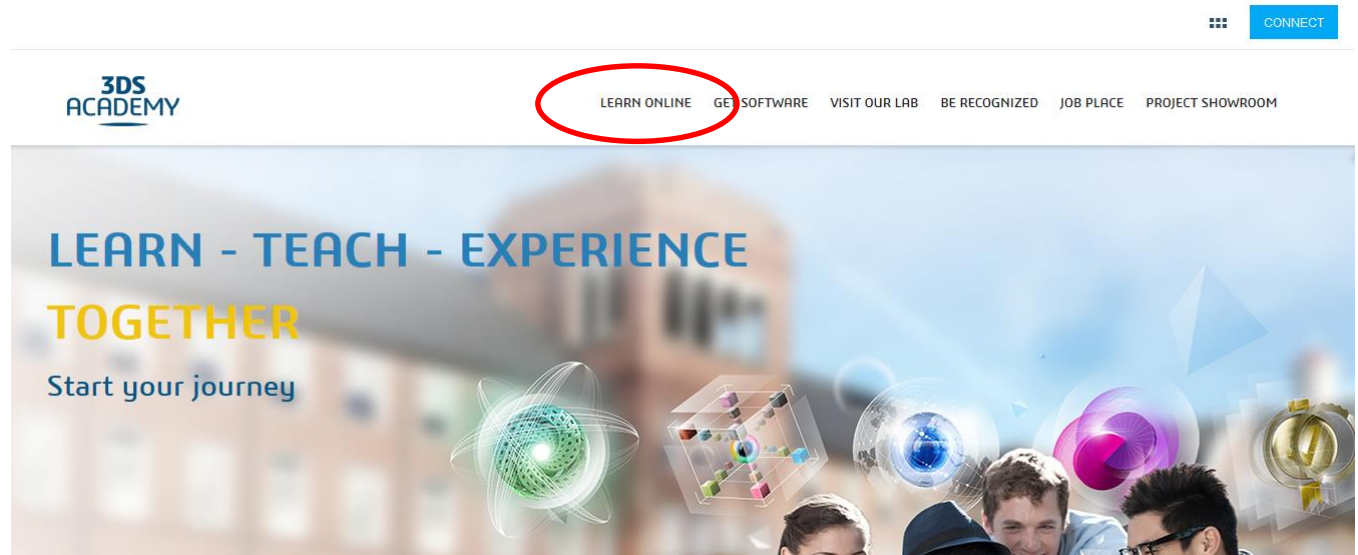 CONNECT
3DS
ACADEMY
LEARN ONLINE GET SOFTWARE VISIT OUR LAB BE RECOGNIZED JOB PLACE PROJECT SHOWROOM
LEARN - TEACH - EXPERIENCE
TOGETHER
Start your journey